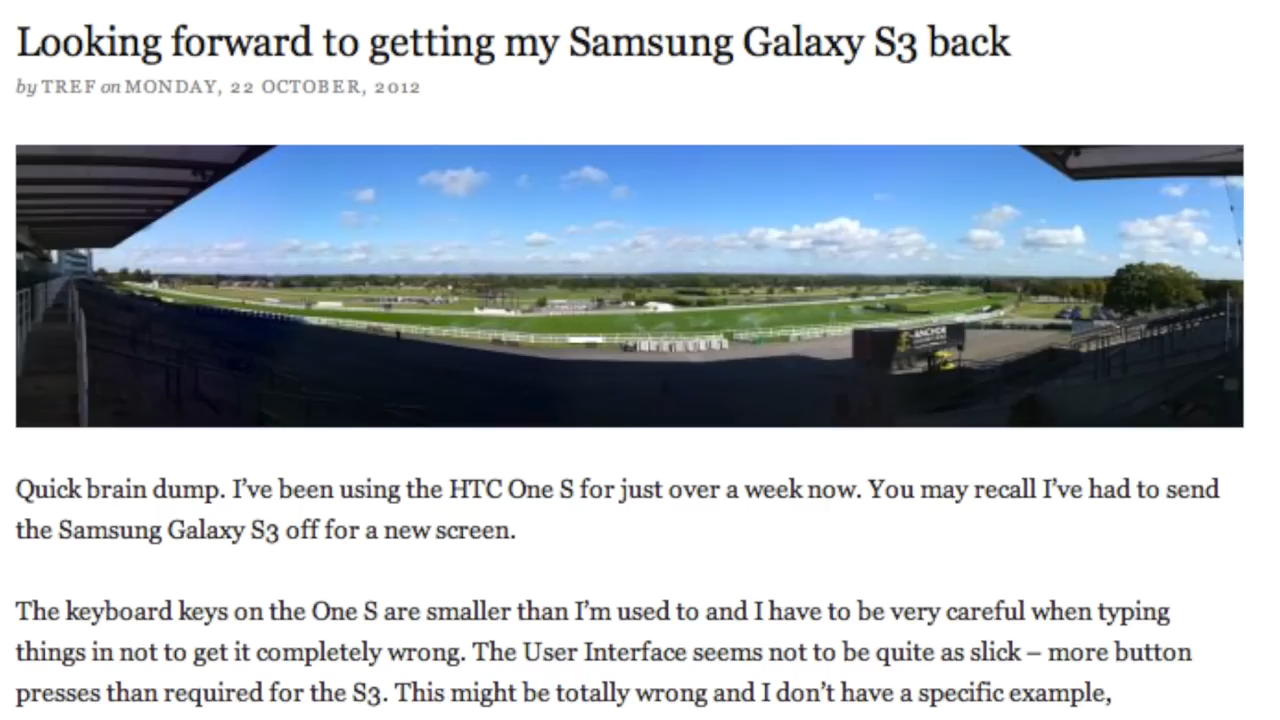 Looking forward to getting my Samsung Galaxy S3 back
by TREF on MONDAY, 22 OCTOBER, 2012
ANCHOR
Quick brain dump. I've been using the HTC One S for just over a week now. You may recall I've had to send
the Samsung Galaxy S3 off for a new screen.
The keyboard keys on the One S are smaller than I'm used to and I have to be very careful when typing
things in not to get it completely wrong. The User Interface seems not to be quite as slick – more button
presses than required for the S3. This might be totally wrong and I don't have a specific example,